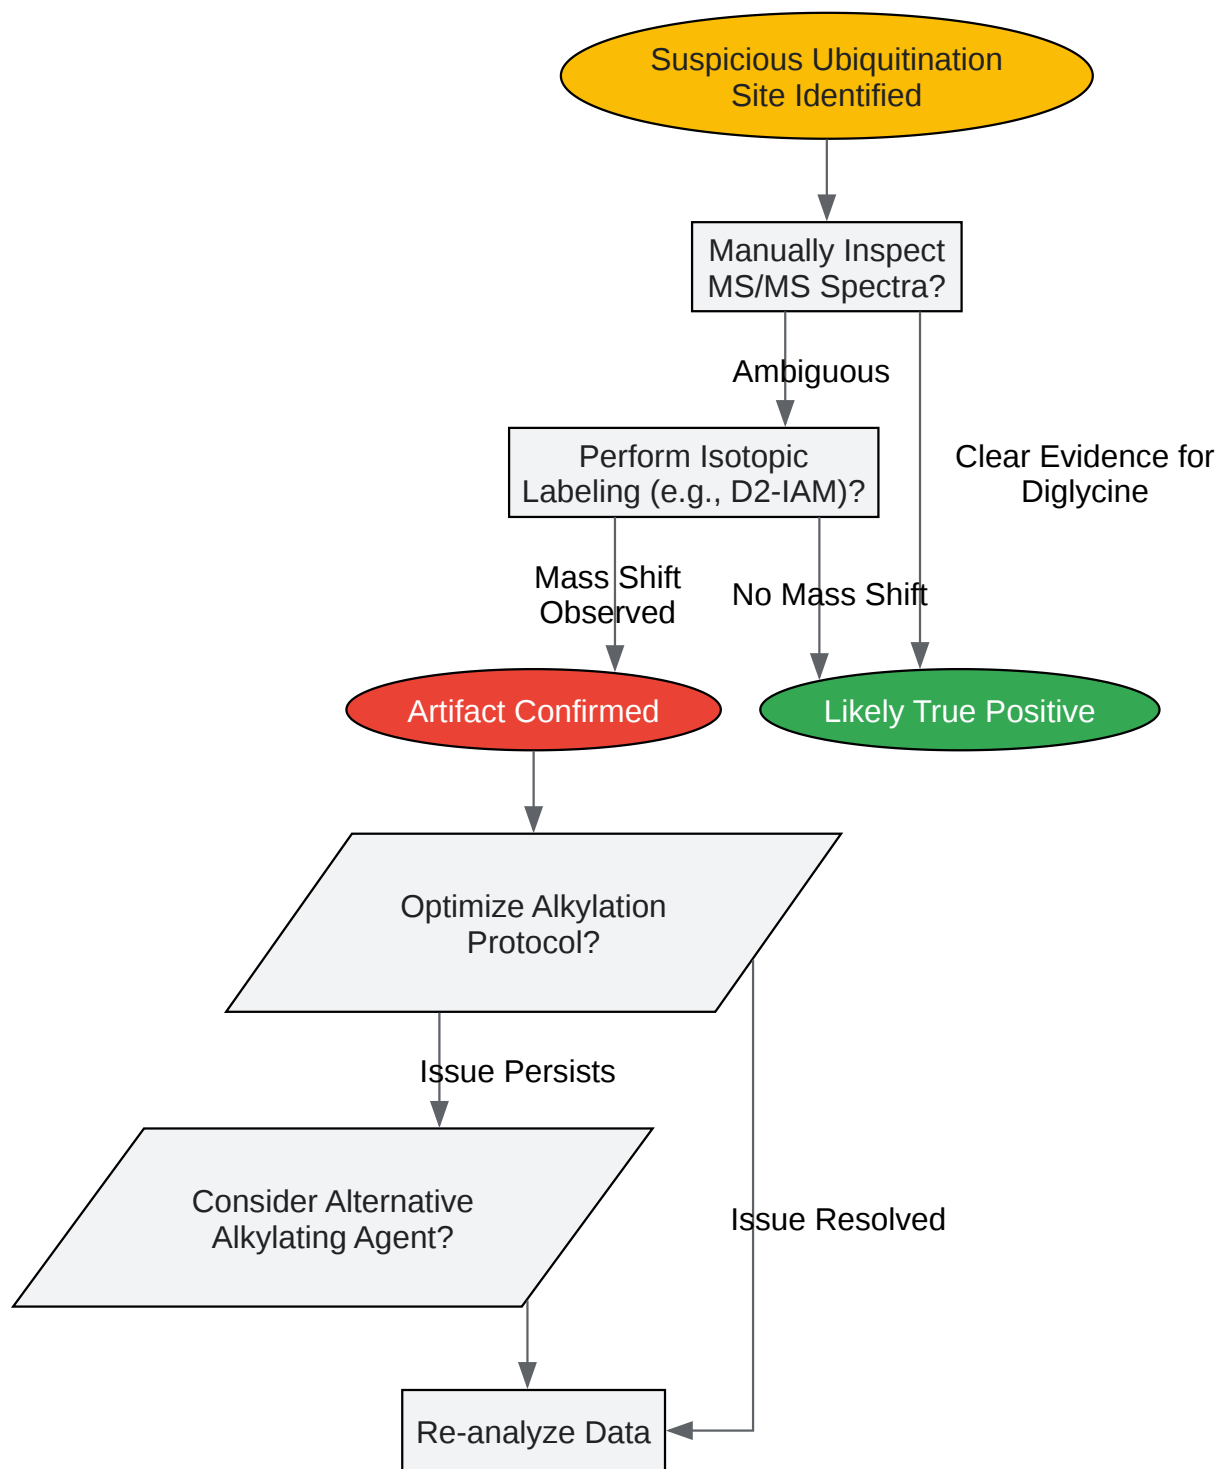 Suspicious Ubiquitination
Site Identified
Manually Inspect
MS/MS Spectra?
Ambiguous
Perform Isotopic
Labeling (e.g., D2-IAM)?
Clear Evidence for
Diglycine
Mass Shift
Observed
No Mass Shift
Artifact Confirmed
Likely True Positive
Optimize Alkylation
Protocol?
Issue Persists
Consider Alternative
Alkylating Agent?
Issue Resolved
Re-analyze Data